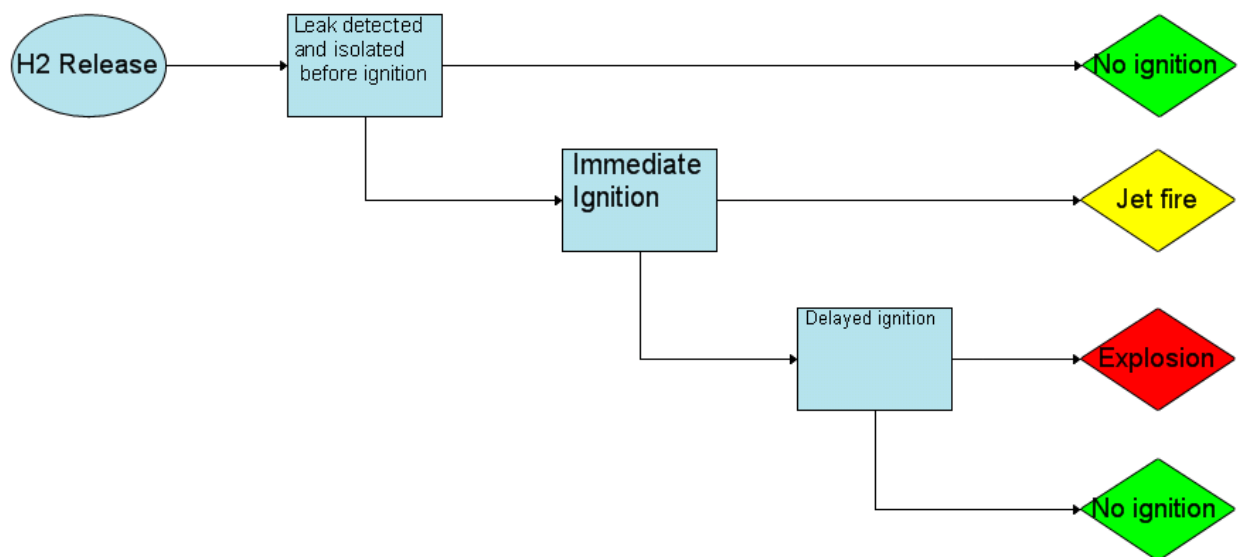 H2 Release
Leak detected
and isolated
before ignition
No ignition
Immediate
Ignition
Jet fire
Delayed ignition
Explosion
No ignition